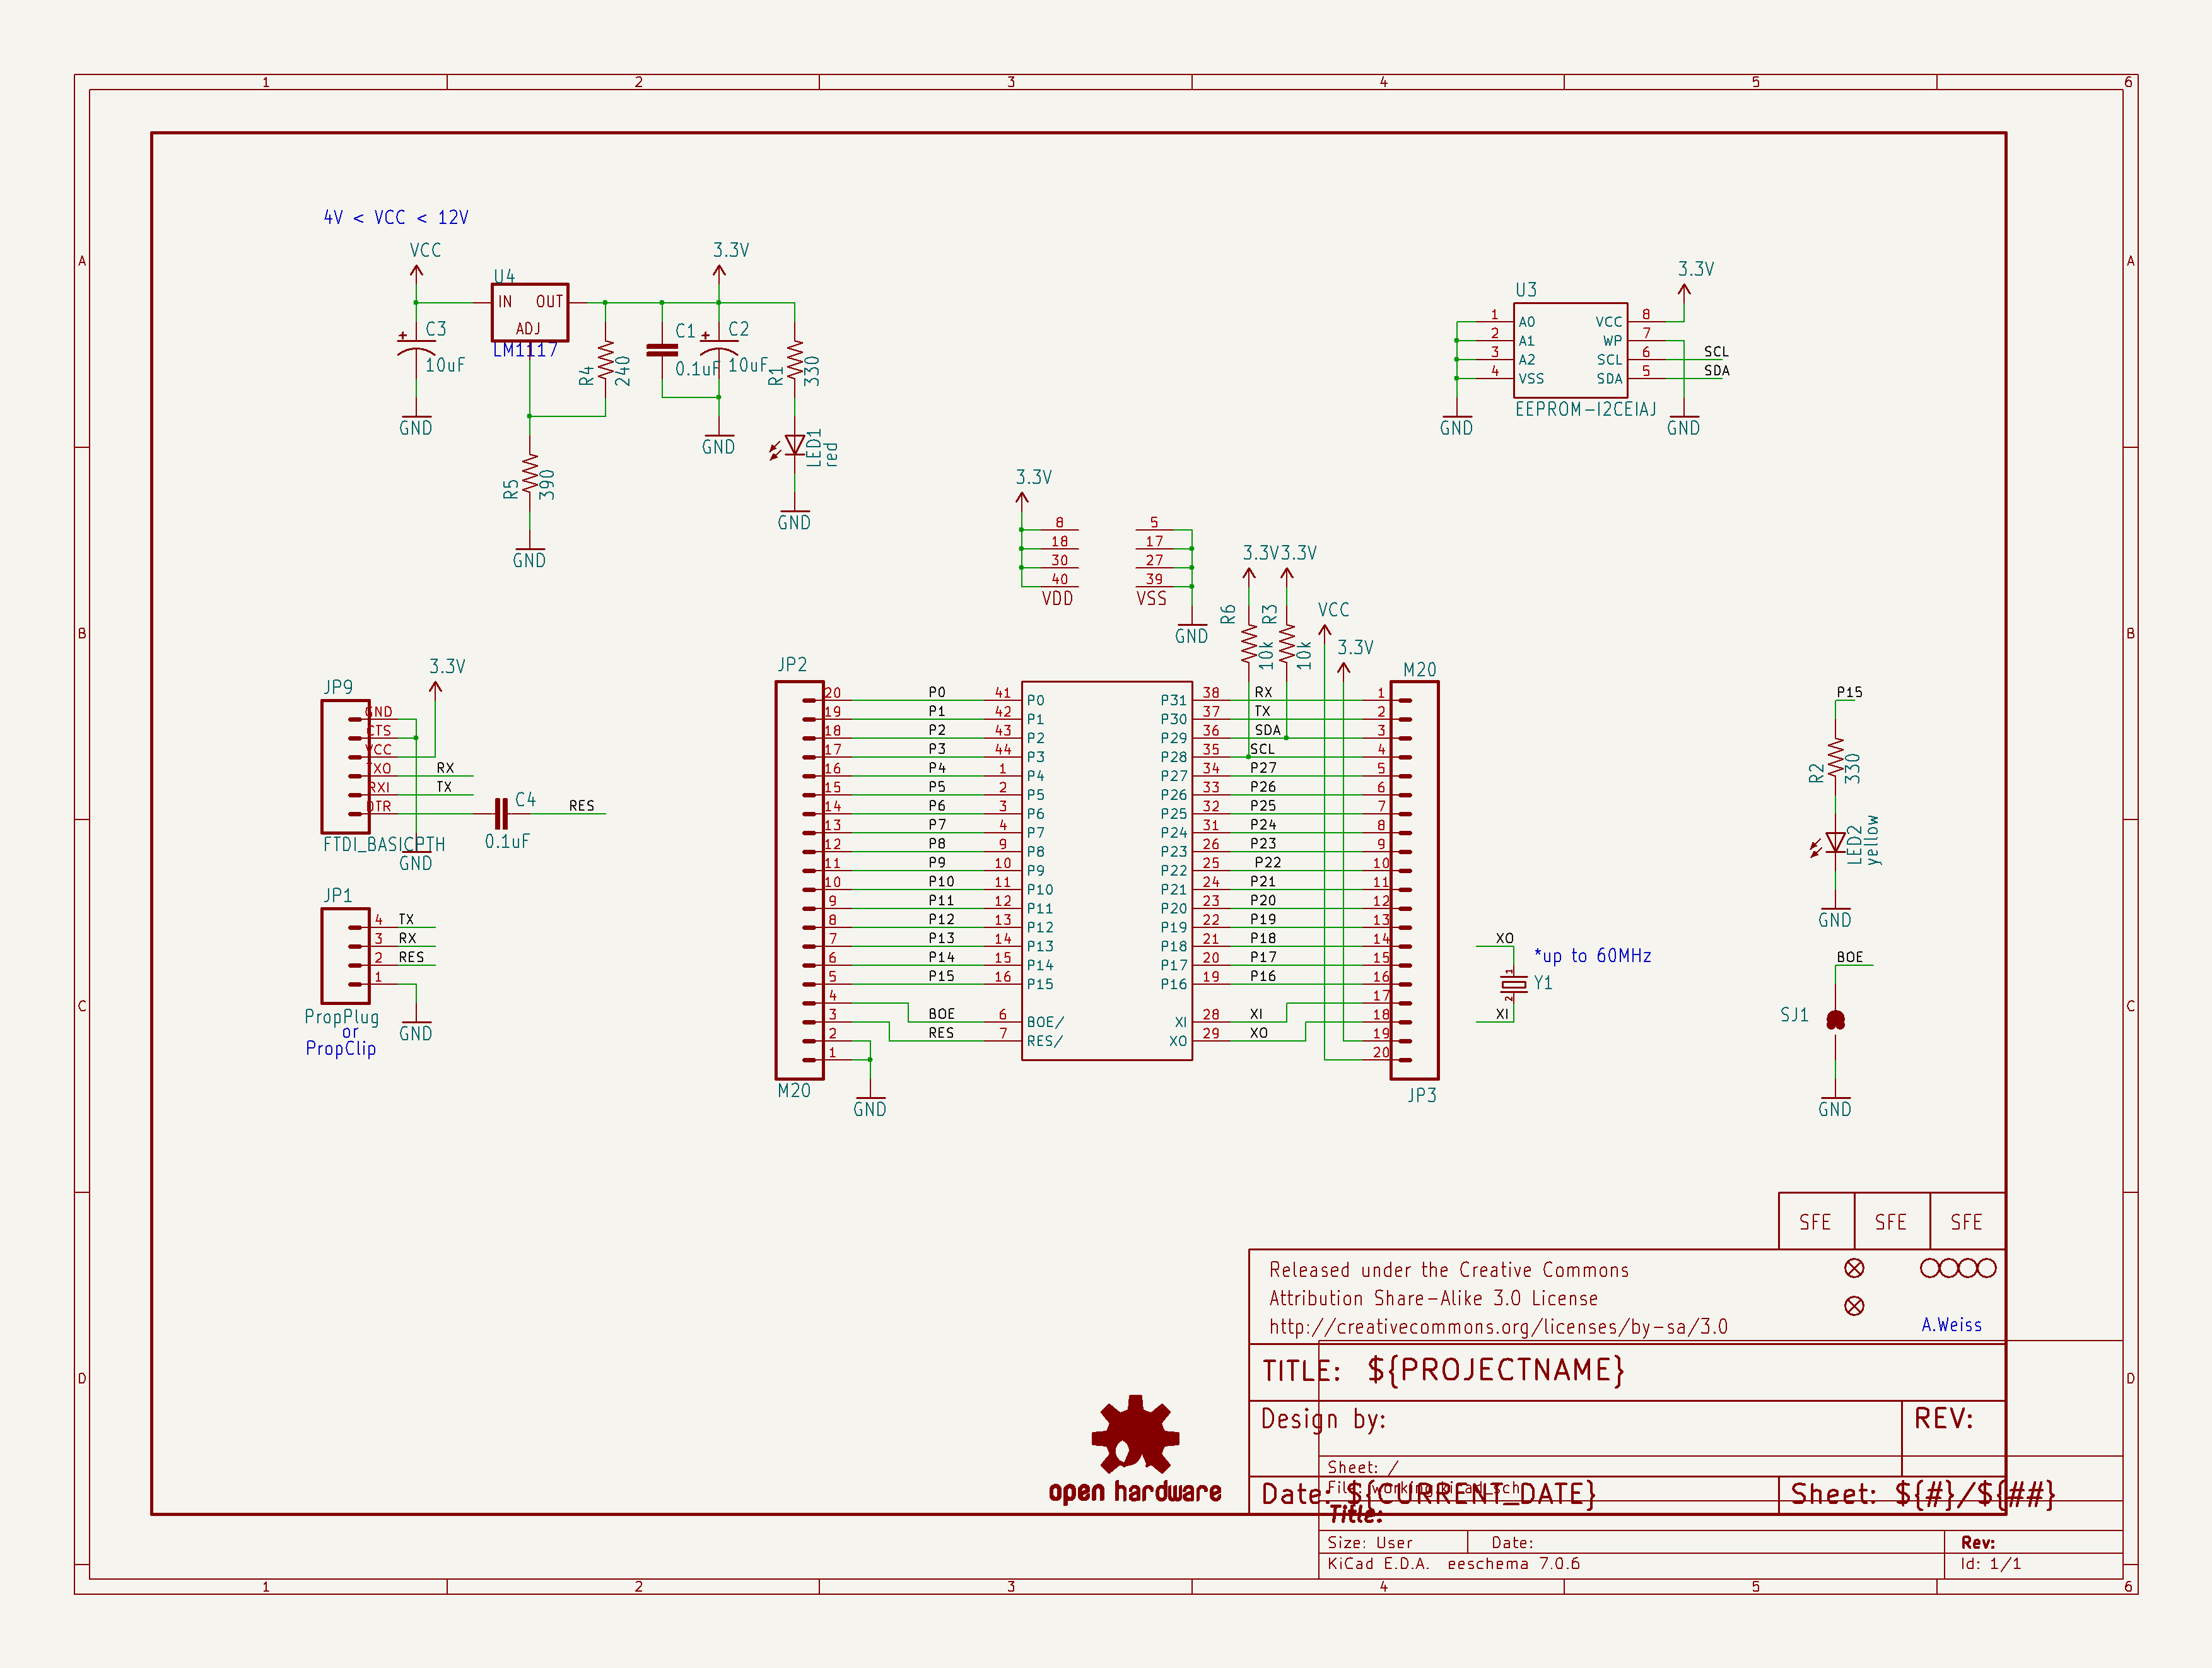 1 2 3 4 5 6
A A
B B
C C
D D
4V < VCC < 12V
VCC
U4
IN OUT
ADJ
LM1117
3.3V
C3
10uF
GND
R4
240
R5
390
GND
C1
0.1uF
C2
10uF
GND
R1
330
LED1
red
GND
U3
1 A0 VCC 8
2 A1 WP 7
3 A2 SCL 6 SCL
4 VSS SDA 5 SDA
EEPROM-I2CEIAJ
3.3V
GND
GND
3.3V
8 5
18 17
30 27
40 39
VDD VSS
GND
3.3V 3.3V
R6
10k
R3
10k
VCC
3.3V
JP9
3.3V
GND
CTS
VCC
TXO RX
RXI TX
DTR
C4
0.1uF
RES
FTDI_BASICPTH
GND
JP1
4 TX
3 RX
2 RES
1
PropPlug
or
PropClip
GND
JP2 M20
20 P0 41 P0 P31 38 RX 1
19 P1 42 P1 P30 37 TX 2
18 P2 43 P2 P29 36 SDA 3
17 P3 44 P3 P28 35 SCL 4
16 P4 1 P4 P27 34 P27 5
15 P5 2 P5 P26 33 P26 6
14 P6 3 P6 P25 32 P25 7
13 P7 4 P7 P24 31 P24 8
12 P8 9 P8 P23 26 P23 9
11 P9 10 P9 P22 25 P22 10
10 P10 11 P10 P21 24 P21 11
9 P11 12 P11 P20 23 P20 12
8 P12 13 P12 P19 22 P19 13
7 P13 14 P13 P18 21 P18 14
6 P14 15 P14 P17 20 P17 15
5 P15 16 P15 P16 19 P16 16
4 17
3 BOE 6 BOE/ XI 28 XI 18
2 RES 7 RES/ XO 29 XO 19
1 20
M20 JP3
GND
XO
1
*up to 60MHz
Y1
2
XI
P15
R2
330
LED2
yellow
GND
BOE
SJ1
GND
SFE SFE SFE
Released under the Creative Commons
Attribution Share-Alike 3.0 License
http://creativecommons.org/licenses/by-sa/3.0
A.Weiss
TITLE: ${PROJECTNAME}
Design by: REV:
Date: ${CURRENT_DATE} Sheet: ${#}/${##}
open hardware
Sheet: /
File: working.kicad_sch
Title:
Size: User Date: Rev:
KiCad E.D.A. eeschema 7.0.6 Id: 1/1
1 2 3 4 5 6